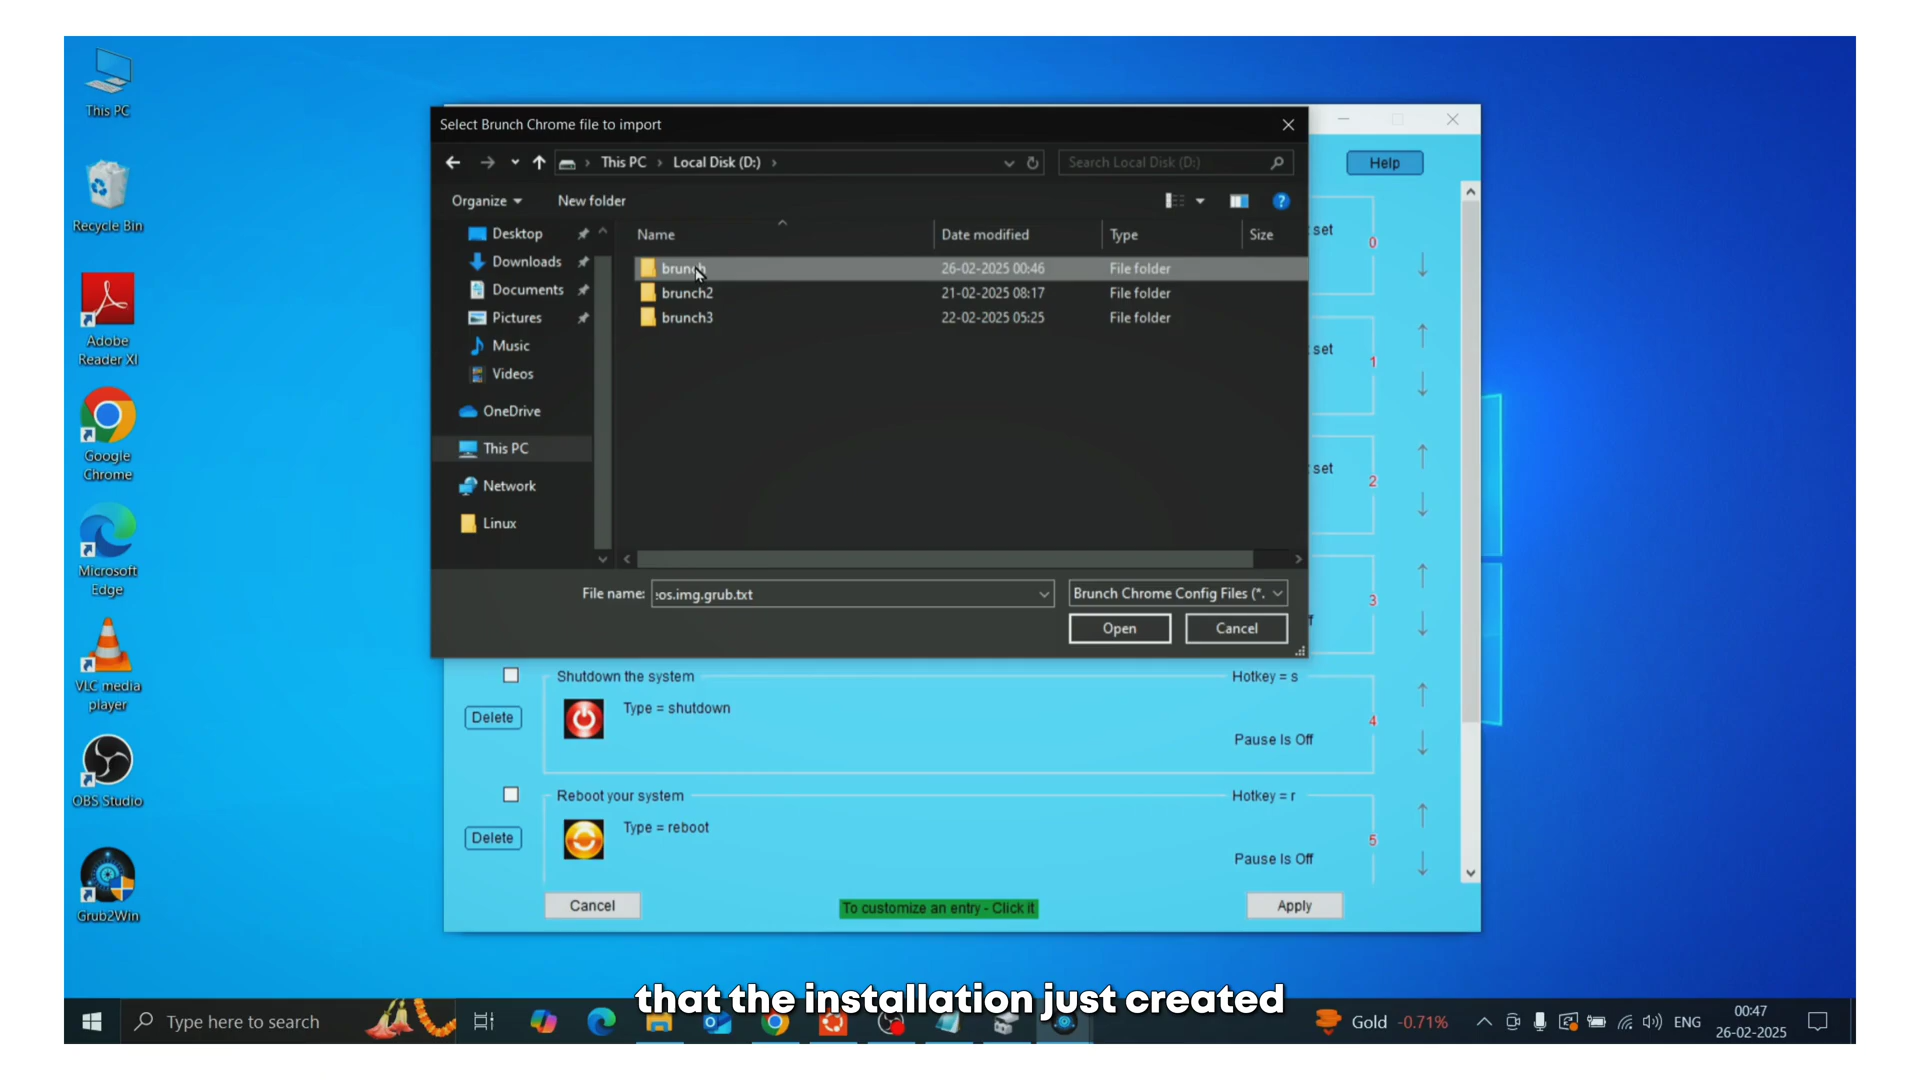 This PC
Recycle Bin
Adobe
Reader XI
Google
Chrome
Microsoft
Edge
VLC media
player
OBS Studio
Grub2Win
Select Brunch Chrome file to import
This PC > Local Disk (D:) >
Search Local Disk (D:)
Organize
New folder
Desktop
Downloads
Documents
Pictures
Music
Videos
OneDrive
This PC
Network
Linux
Name Date modified Type Size
brunch 26-02-2025 00:46 File folder
brunch2 21-02-2025 08:17 File folder
brunch3 22-02-2025 05:25 File folder
File name: :os.img.grub.txt
Brunch Chrome Config Files (*.
Open
Cancel
Help
set
0
set
1
set
2
3
Shutdown the system
Hotkey = s
Delete
Type = shutdown
4
Pause Is Off
Reboot your system
Hotkey = r
Delete
Type = reboot
5
Pause Is Off
Cancel
To customize an entry - Click it
Apply
that the installation just created
Type here to search
Gold -0.71%
ENG
00:47
26-02-2025